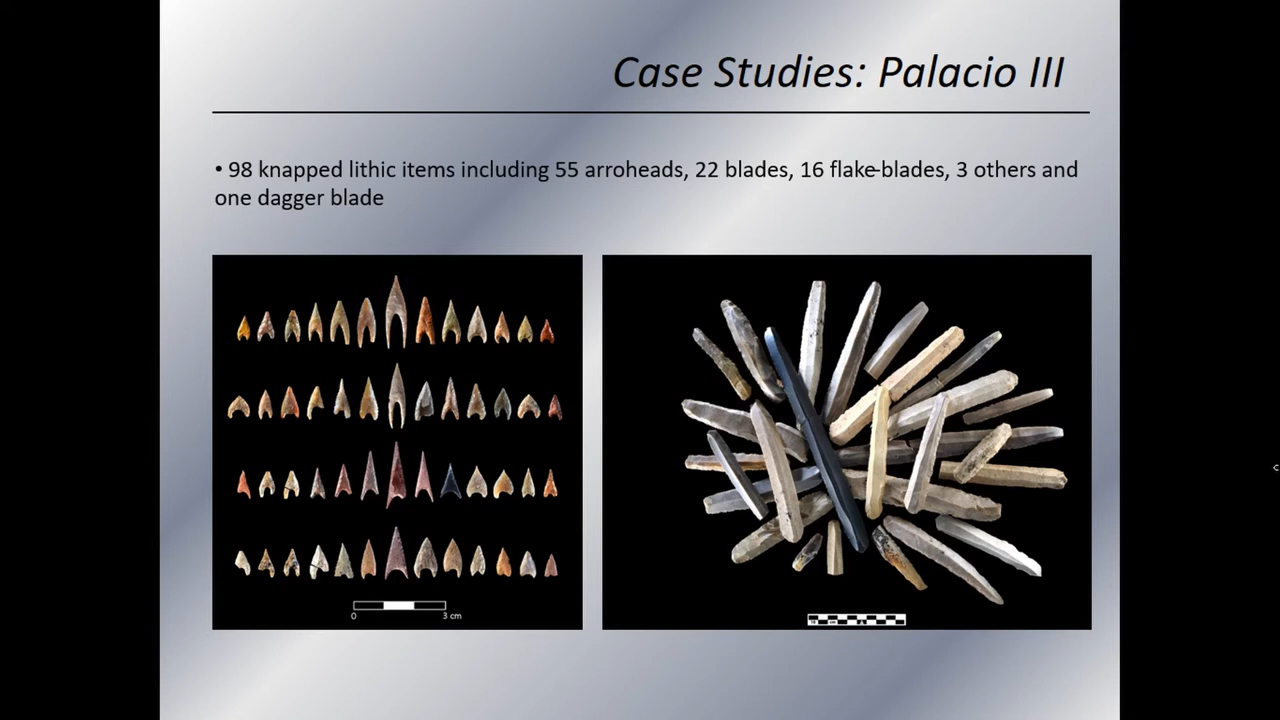 Case Studies: Palacio III
• 98 knapped lithic items including 55 arroheads, 22 blades, 16 flake-blades, 3 others and
one dagger blade
0 3 cm